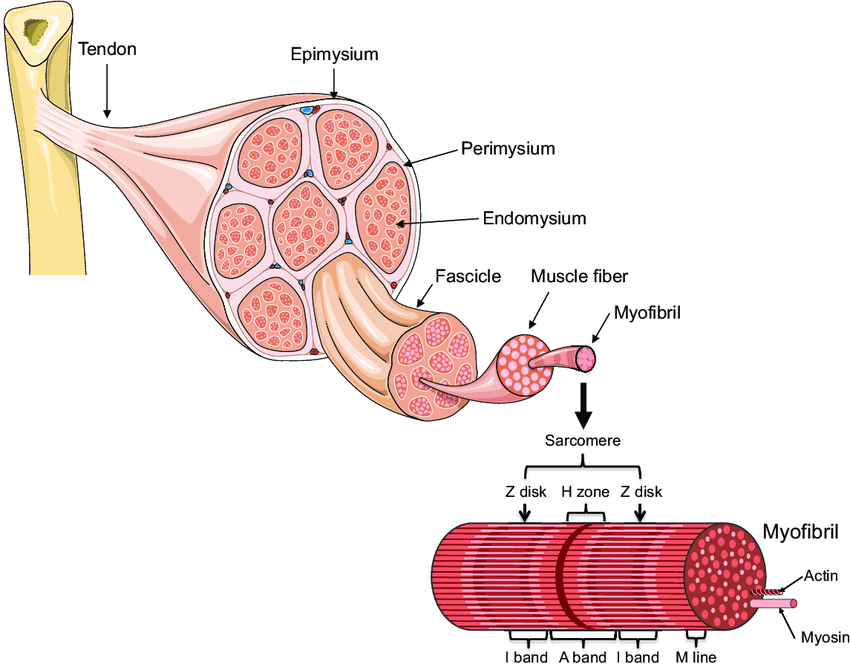 Tendon
Epimysium
Perimysium
Endomysium
Fascicle
Muscle fiber
Myofibril
Sarcomere
Z disk H zone Z disk
Myofibril
Actin
Myosin
I band A band I band M line